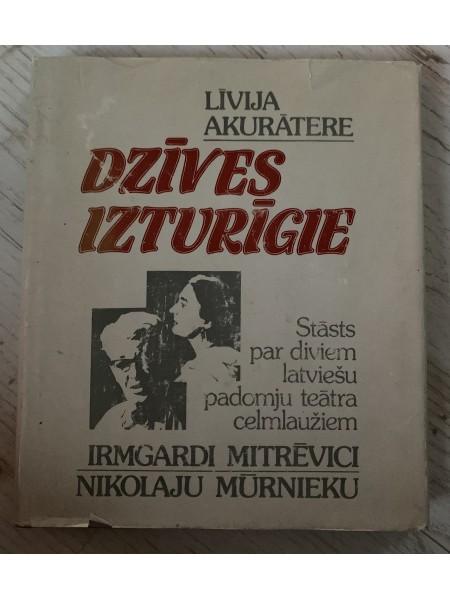 LĪVIJA
AKURĀTERE
DZĪVES
IZTURĪGIE
Stāsts
par diviem
latviešu
padomju teātra
celmlaužiem
IRMGARDI MITRĒVICI
NIKOLAJU MŪRNIEKU